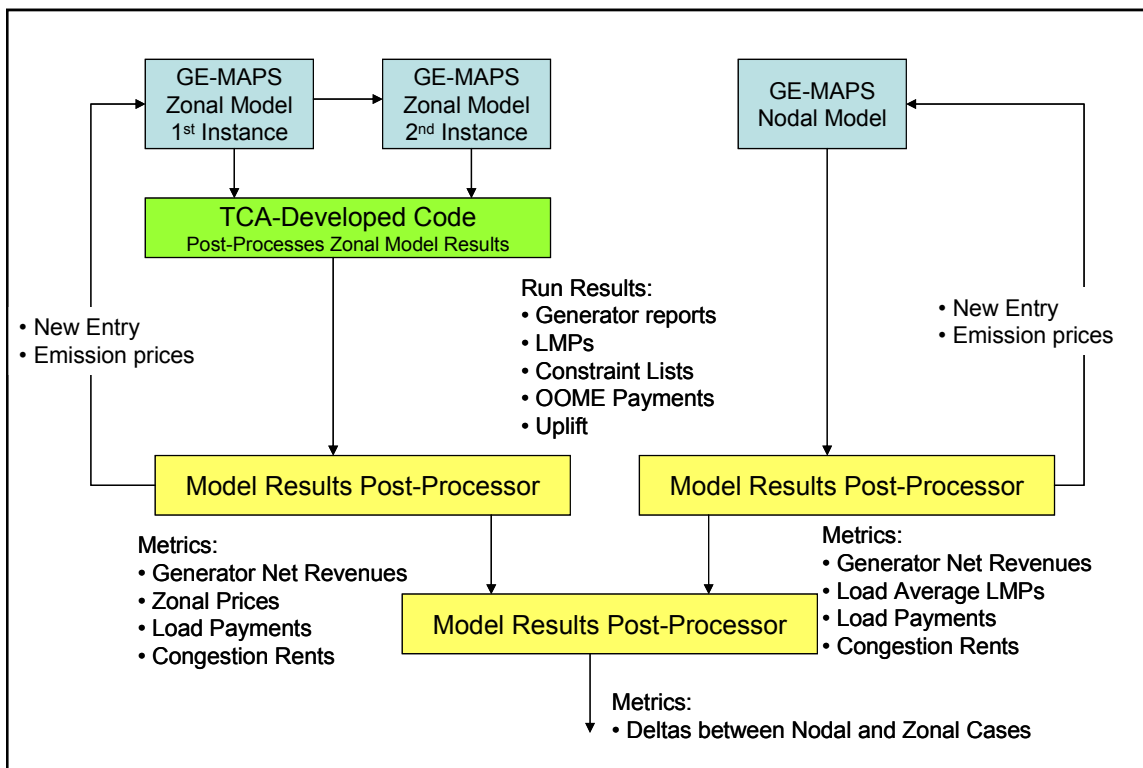 GE-MAPS
Zonal Model
1st Instance
GE-MAPS
Zonal Model
2nd Instance
GE-MAPS
Nodal Model
TCA-Developed Code
Post-Processes Zonal Model Results
• New Entry
• Emission prices
Run Results:
• Generator reports
• LMPs
• Constraint Lists
• OOME Payments
• Uplift
• New Entry
• Emission prices
Model Results Post-Processor
Model Results Post-Processor
Metrics:
• Generator Net Revenues
• Zonal Prices
• Load Payments
• Congestion Rents
Metrics:
• Generator Net Revenues
• Load Average LMPs
• Load Payments
• Congestion Rents
Model Results Post-Processor
Metrics:
• Deltas between Nodal and Zonal Cases